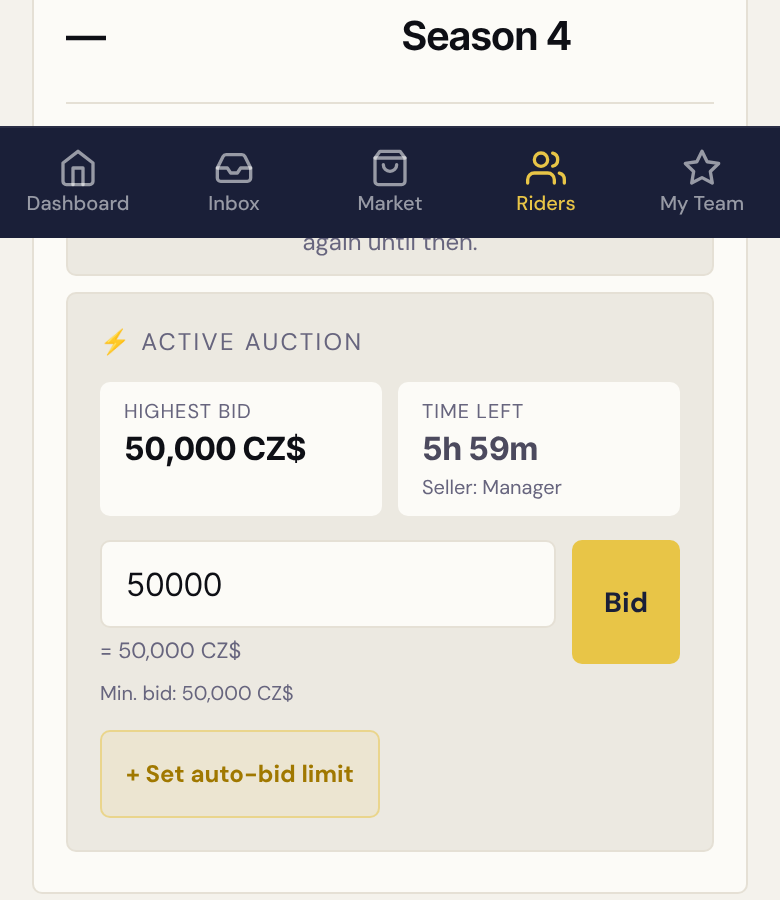 —
Season 4
Dashboard
Inbox
Market
Riders
My Team
again until then.
⚡ ACTIVE AUCTION
HIGHEST BID
50,000 CZ$
TIME LEFT
5h 59m
Seller: Manager
50000
Bid
= 50,000 CZ$
Min. bid: 50,000 CZ$
+ Set auto-bid limit